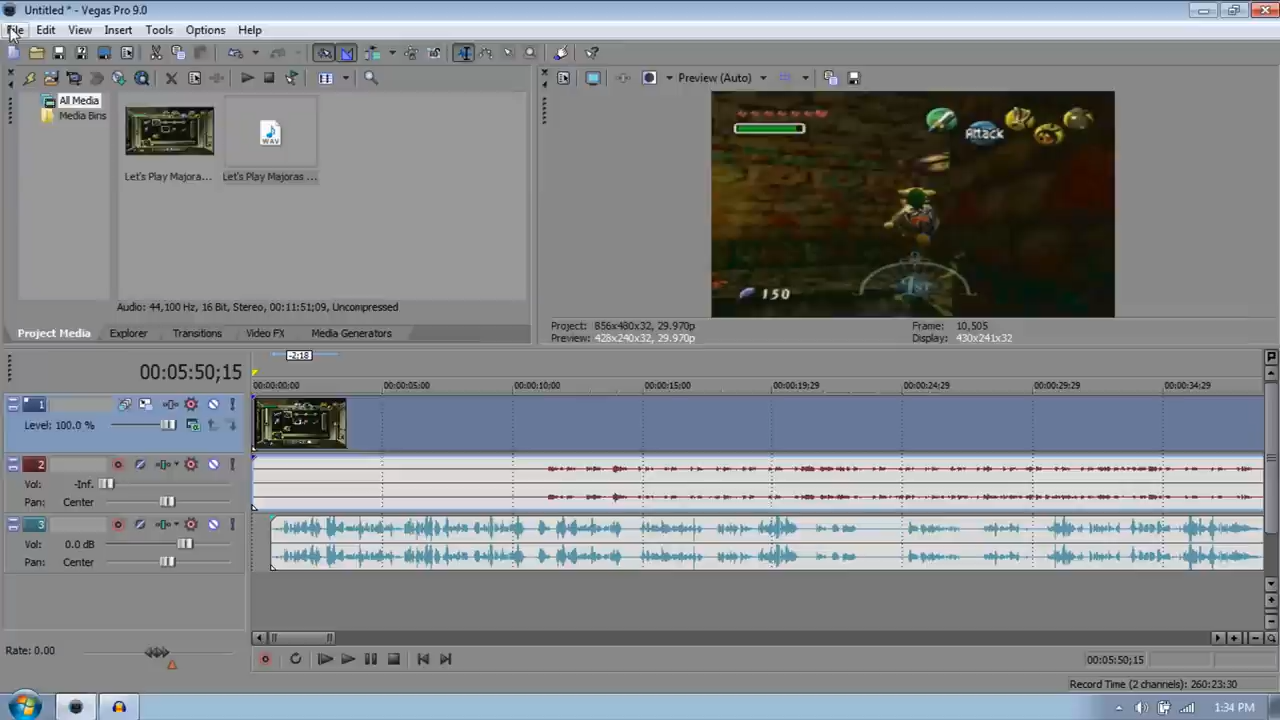 Untitled * - Vegas Pro 9.0
File Edit View Insert Tools Options Help
Preview (Auto)
All Media
Media Bins
WAV
Let's Play Majora... Let's Play Majoras ...
Attack
150
Audio: 44,100 Hz, 16 Bit, Stereo, 00:11:51;09, Uncompressed
Project Media Explorer Transitions Video FX Media Generators
Project: 856x480x32, 29.970p Frame: 10,505
Preview: 428x240x32, 29.970p Display: 430x241x32
-2:18
00:05:50;15
00:00:00;00 00:00:05;00 00:00:10;00 00:00:15;00 00:00:19;29 00:00:24;29 00:00:29;29 00:00:34;29
1
Level: 100.0 %
2
Vol: -Inf.
Pan: Center
3
Vol: 0.0 dB
Pan: Center
Rate: 0.00
00:05:50;15
Record Time (2 channels): 260:23:30
1:34 PM